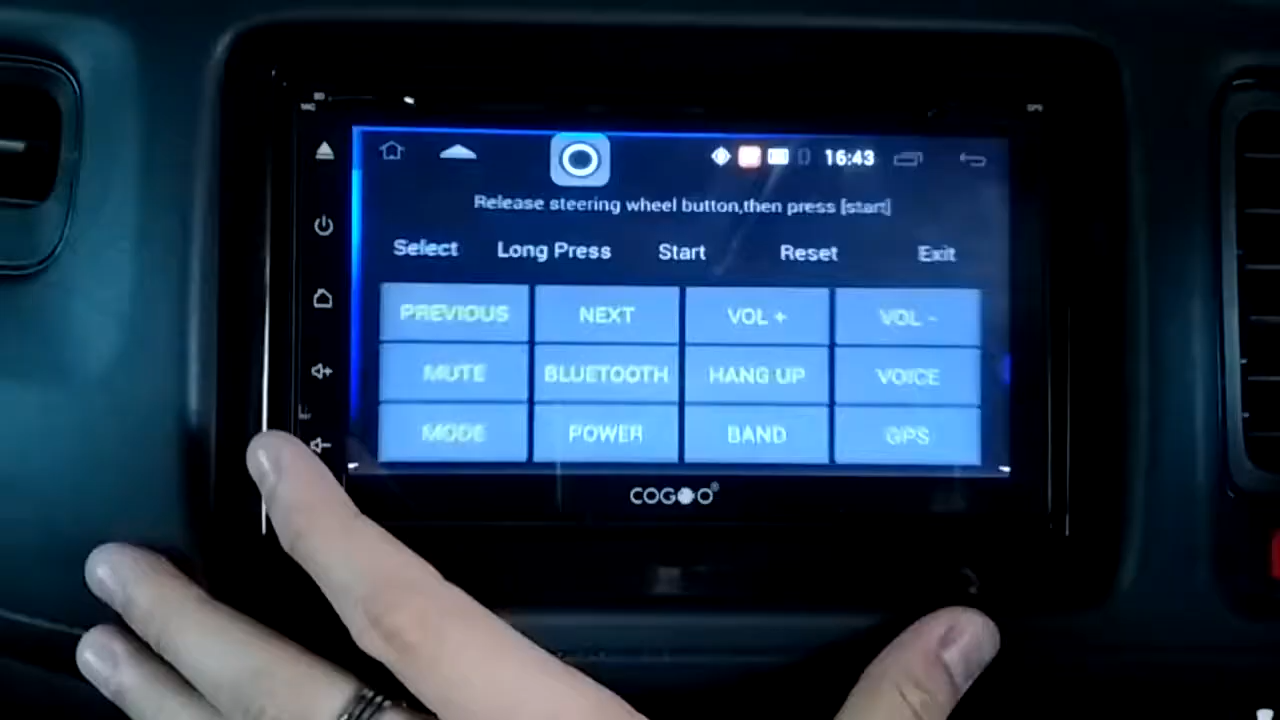 GPS
16:43
Release steering wheel button,then press [start]
Select Long Press Start Reset Exit
PREVIOUS NEXT VOL + VOL -
MUTE BLUETOOTH HANG UP VOICE
MODE POWER BAND GPS
COGOO®